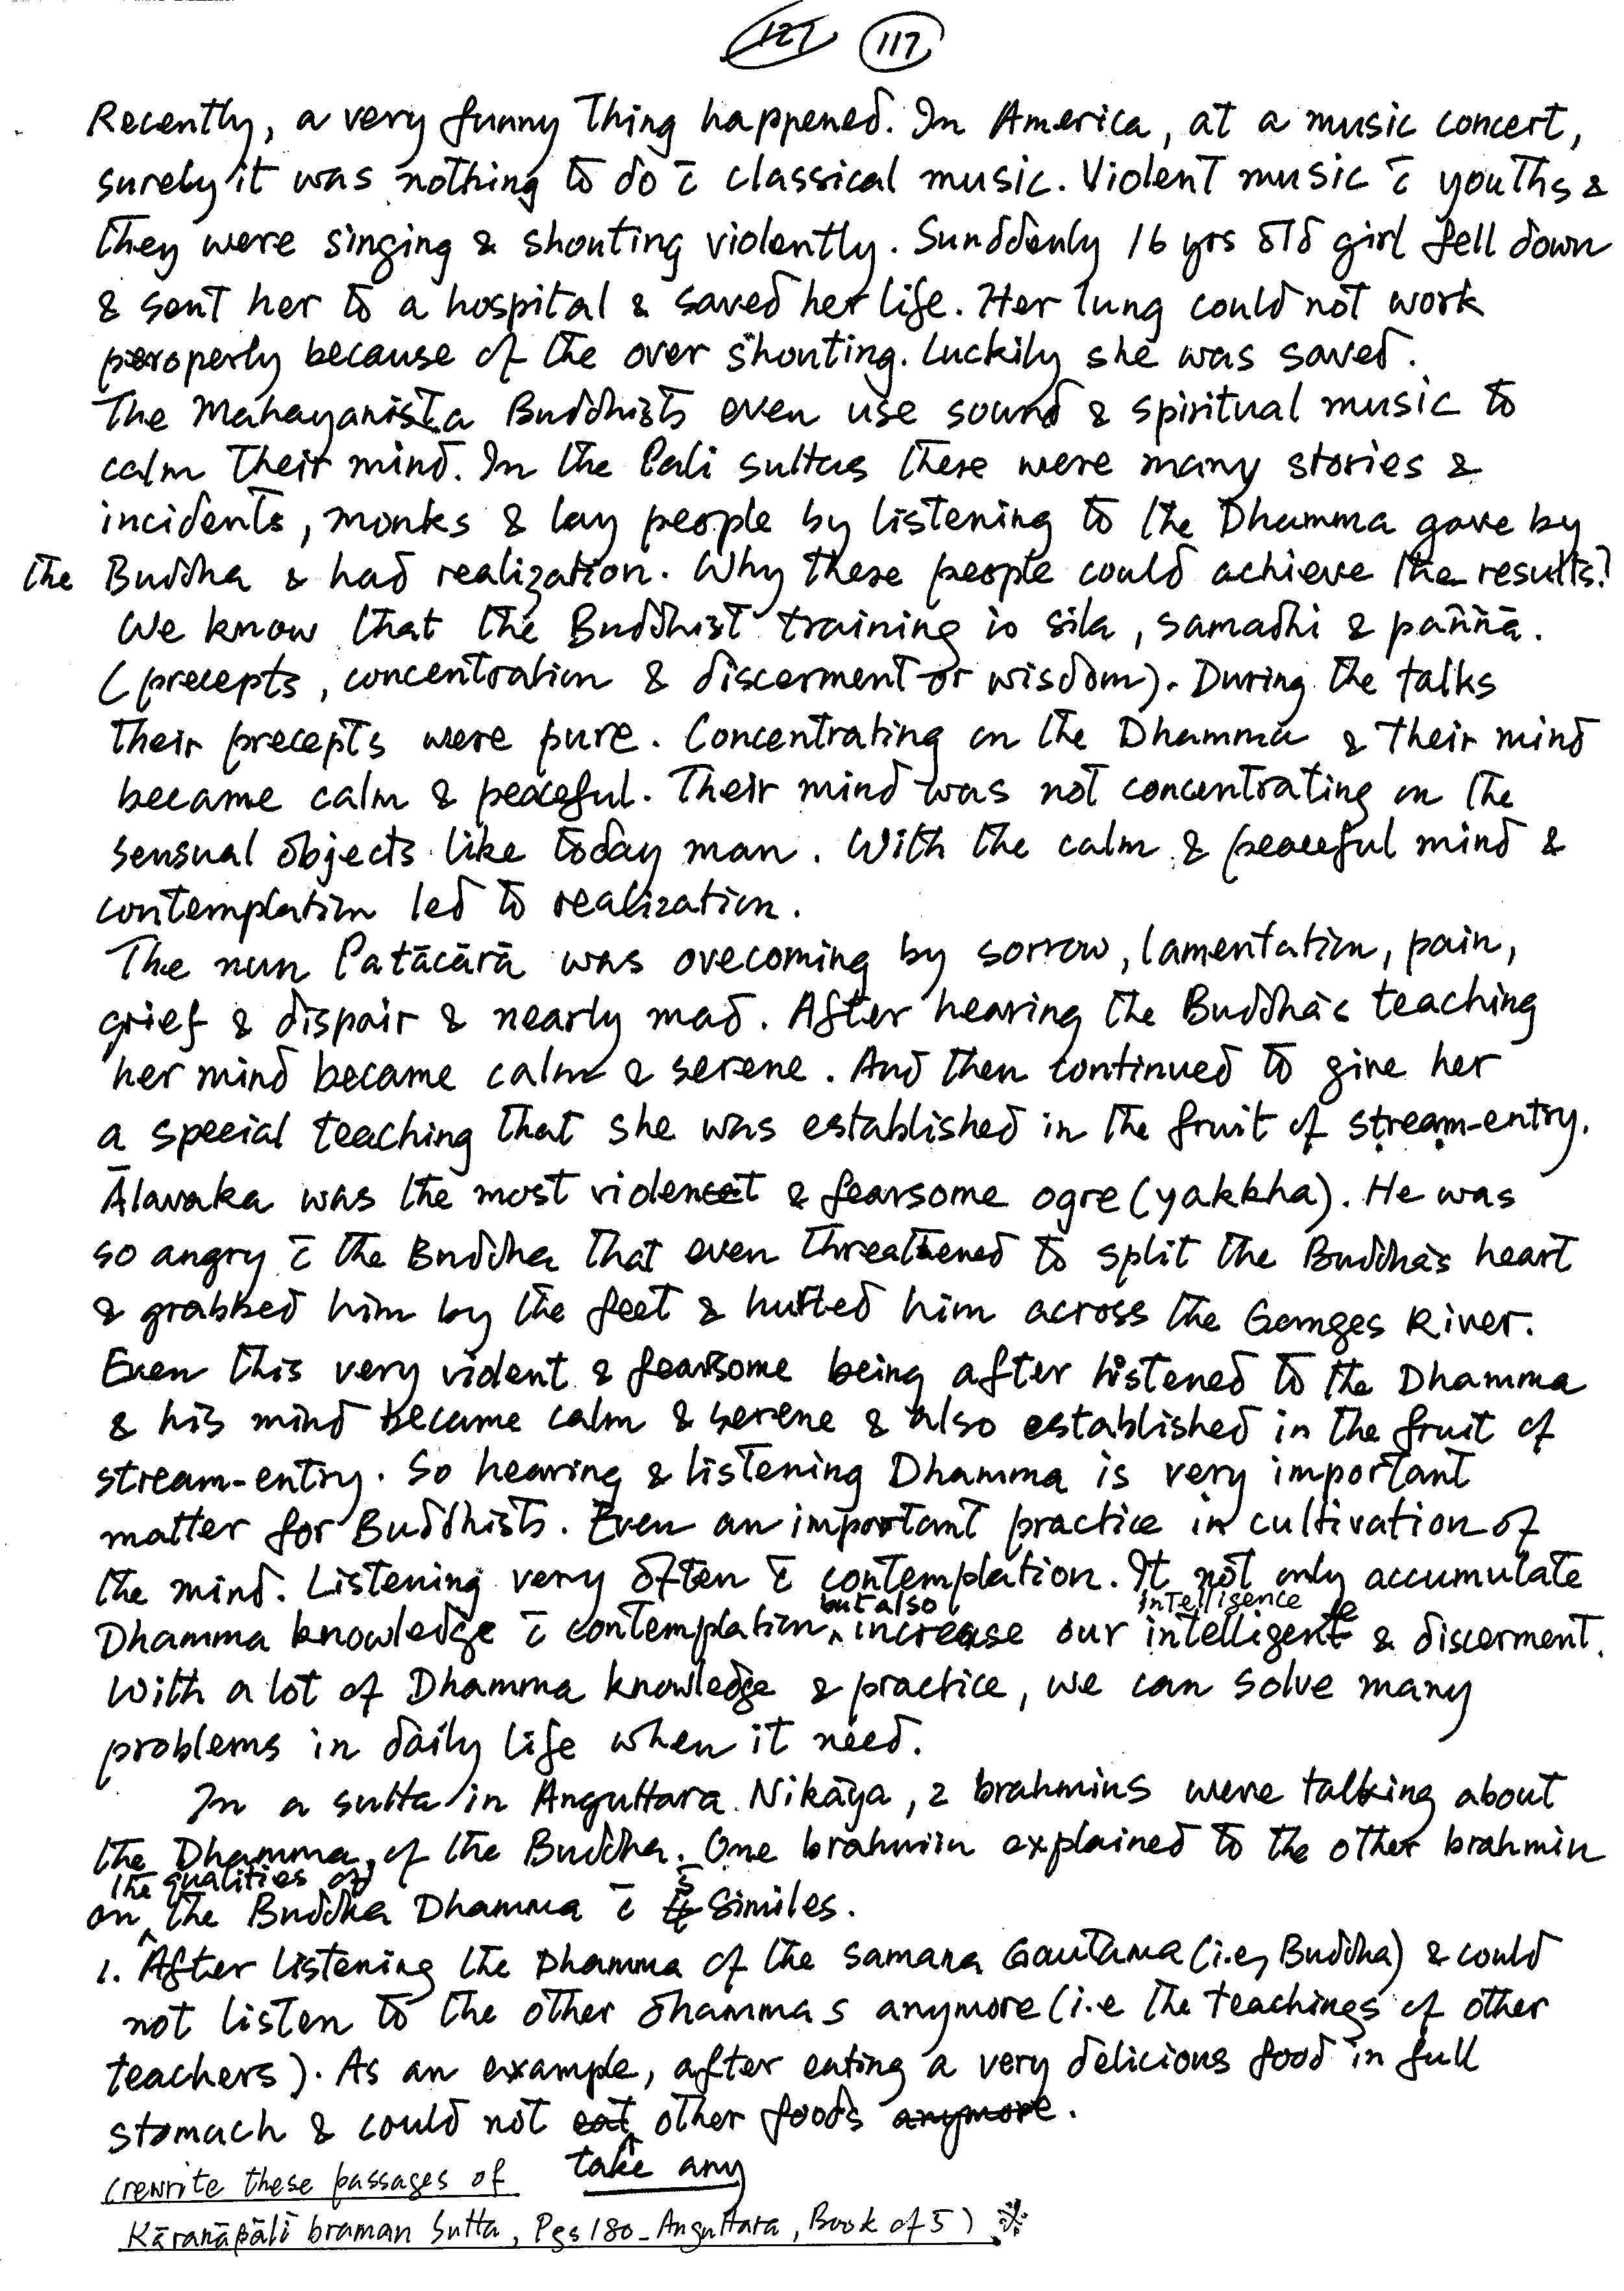 127 117
Recently, a very funny thing happened. In America, at a music concert,
surely it was nothing to do c̄ classical music. Violent music c̄ youths &
they were singing & shouting violently. Sunddenly 16 yrs old girl fell down
& sent her to a hospital & saved her life. Her lung could not work
properly because of the over shouting. Luckily she was saved.
The Mahayanista Buddhists even use sound & spiritual music to
calm their mind. In the Pali suttas there were many stories &
incidents, monks & lay people by listening to the Dhamma gave by
the Buddha & had realization. Why these people could achieve the results?
We know that the Buddhist training is sila, samadhi & paññā.
(precepts, concentration & discerment or wisdom). During the talks
their precepts were pure. Concentrating on the Dhamma & their mind
became calm & peaceful. Their mind was not concentrating on the
sensual objects like today man. With the calm & peaceful mind &
contemplation led to realization.
The nun Patācārā was ovecoming by sorrow, lamentation, pain,
grief & dispair & nearly mad. After hearing the Buddha's teaching
her mind became calm & serene. And then continued to give her
a special teaching that she was established in the fruit of stream-entry.
Ālavaka was the most violent & fearsome ogre (yakkha). He was
so angry c̄ the Buddha that even threatened to split the Buddha's heart
& grabbed him by the feet & hurled him across the Ganges River.
Even this very violent & fearsome being after listened to the Dhamma
& his mind became calm & serene & also established in the fruit of
stream-entry. So hearing & listening Dhamma is very important
matter for Buddhists. Even an important practice in cultivation of
the mind. Listening very often c̄ contemplation. It not only accumulate
but also intelligence
Dhamma knowledge c̄ contemplation, increase our intelligence & discerment.
With a lot of Dhamma knowledge & practice, we can solve many
problems in daily life when it need.
In a sutta in Anguttara Nikāya, 2 brahmins were talking about
the Dhamma of the Buddha. One brahmin explained to the other brahmin
the qualities of 5
on the Buddha Dhamma c̄ similes.
1. After listening the Dhamma of the samana Gautama (i.e, Buddha) & could
not listen to the other dhammas anymore (i.e the teachings of other
teachers). As an example, after eating a very delicious food in full
stomach & could not eat other foods anymore.
take any
(rewrite these passages of
Kāraṇāpālī braman Sutta, Pgs 180 - Anguttara, Book of 5)